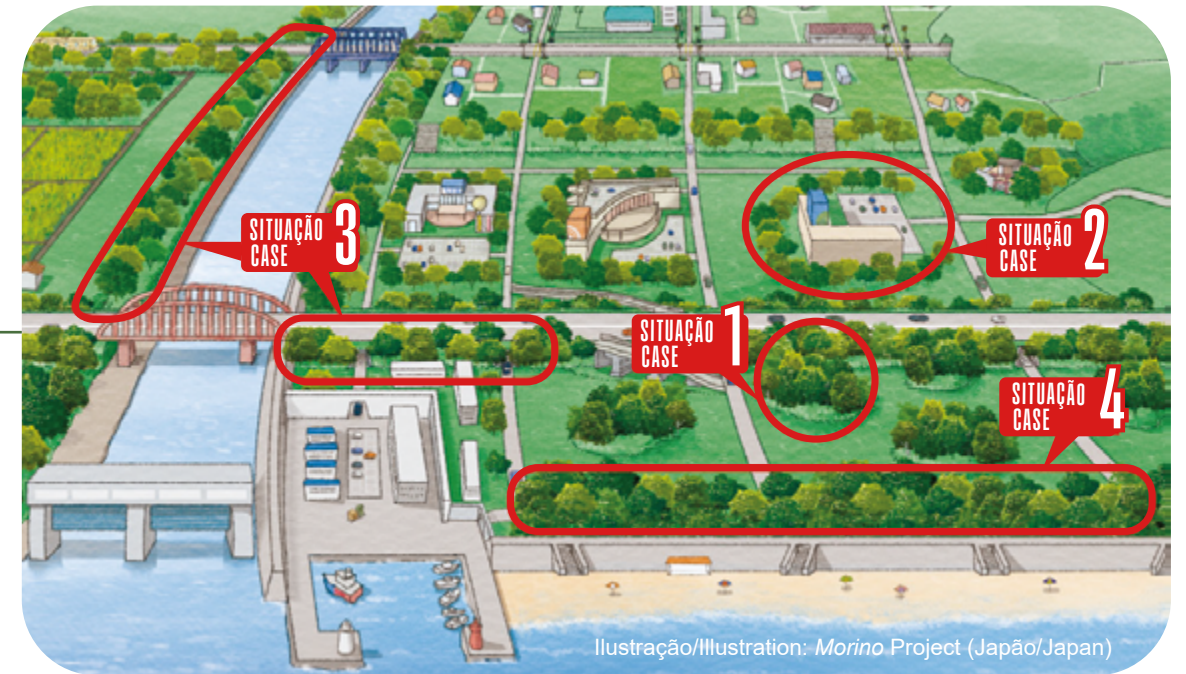 SITUAÇÃO
CASE 3
SITUAÇÃO
CASE 2
SITUAÇÃO
CASE 1
SITUAÇÃO
CASE 4
Ilustração/Illustration: Morino Project (Japão/Japan)